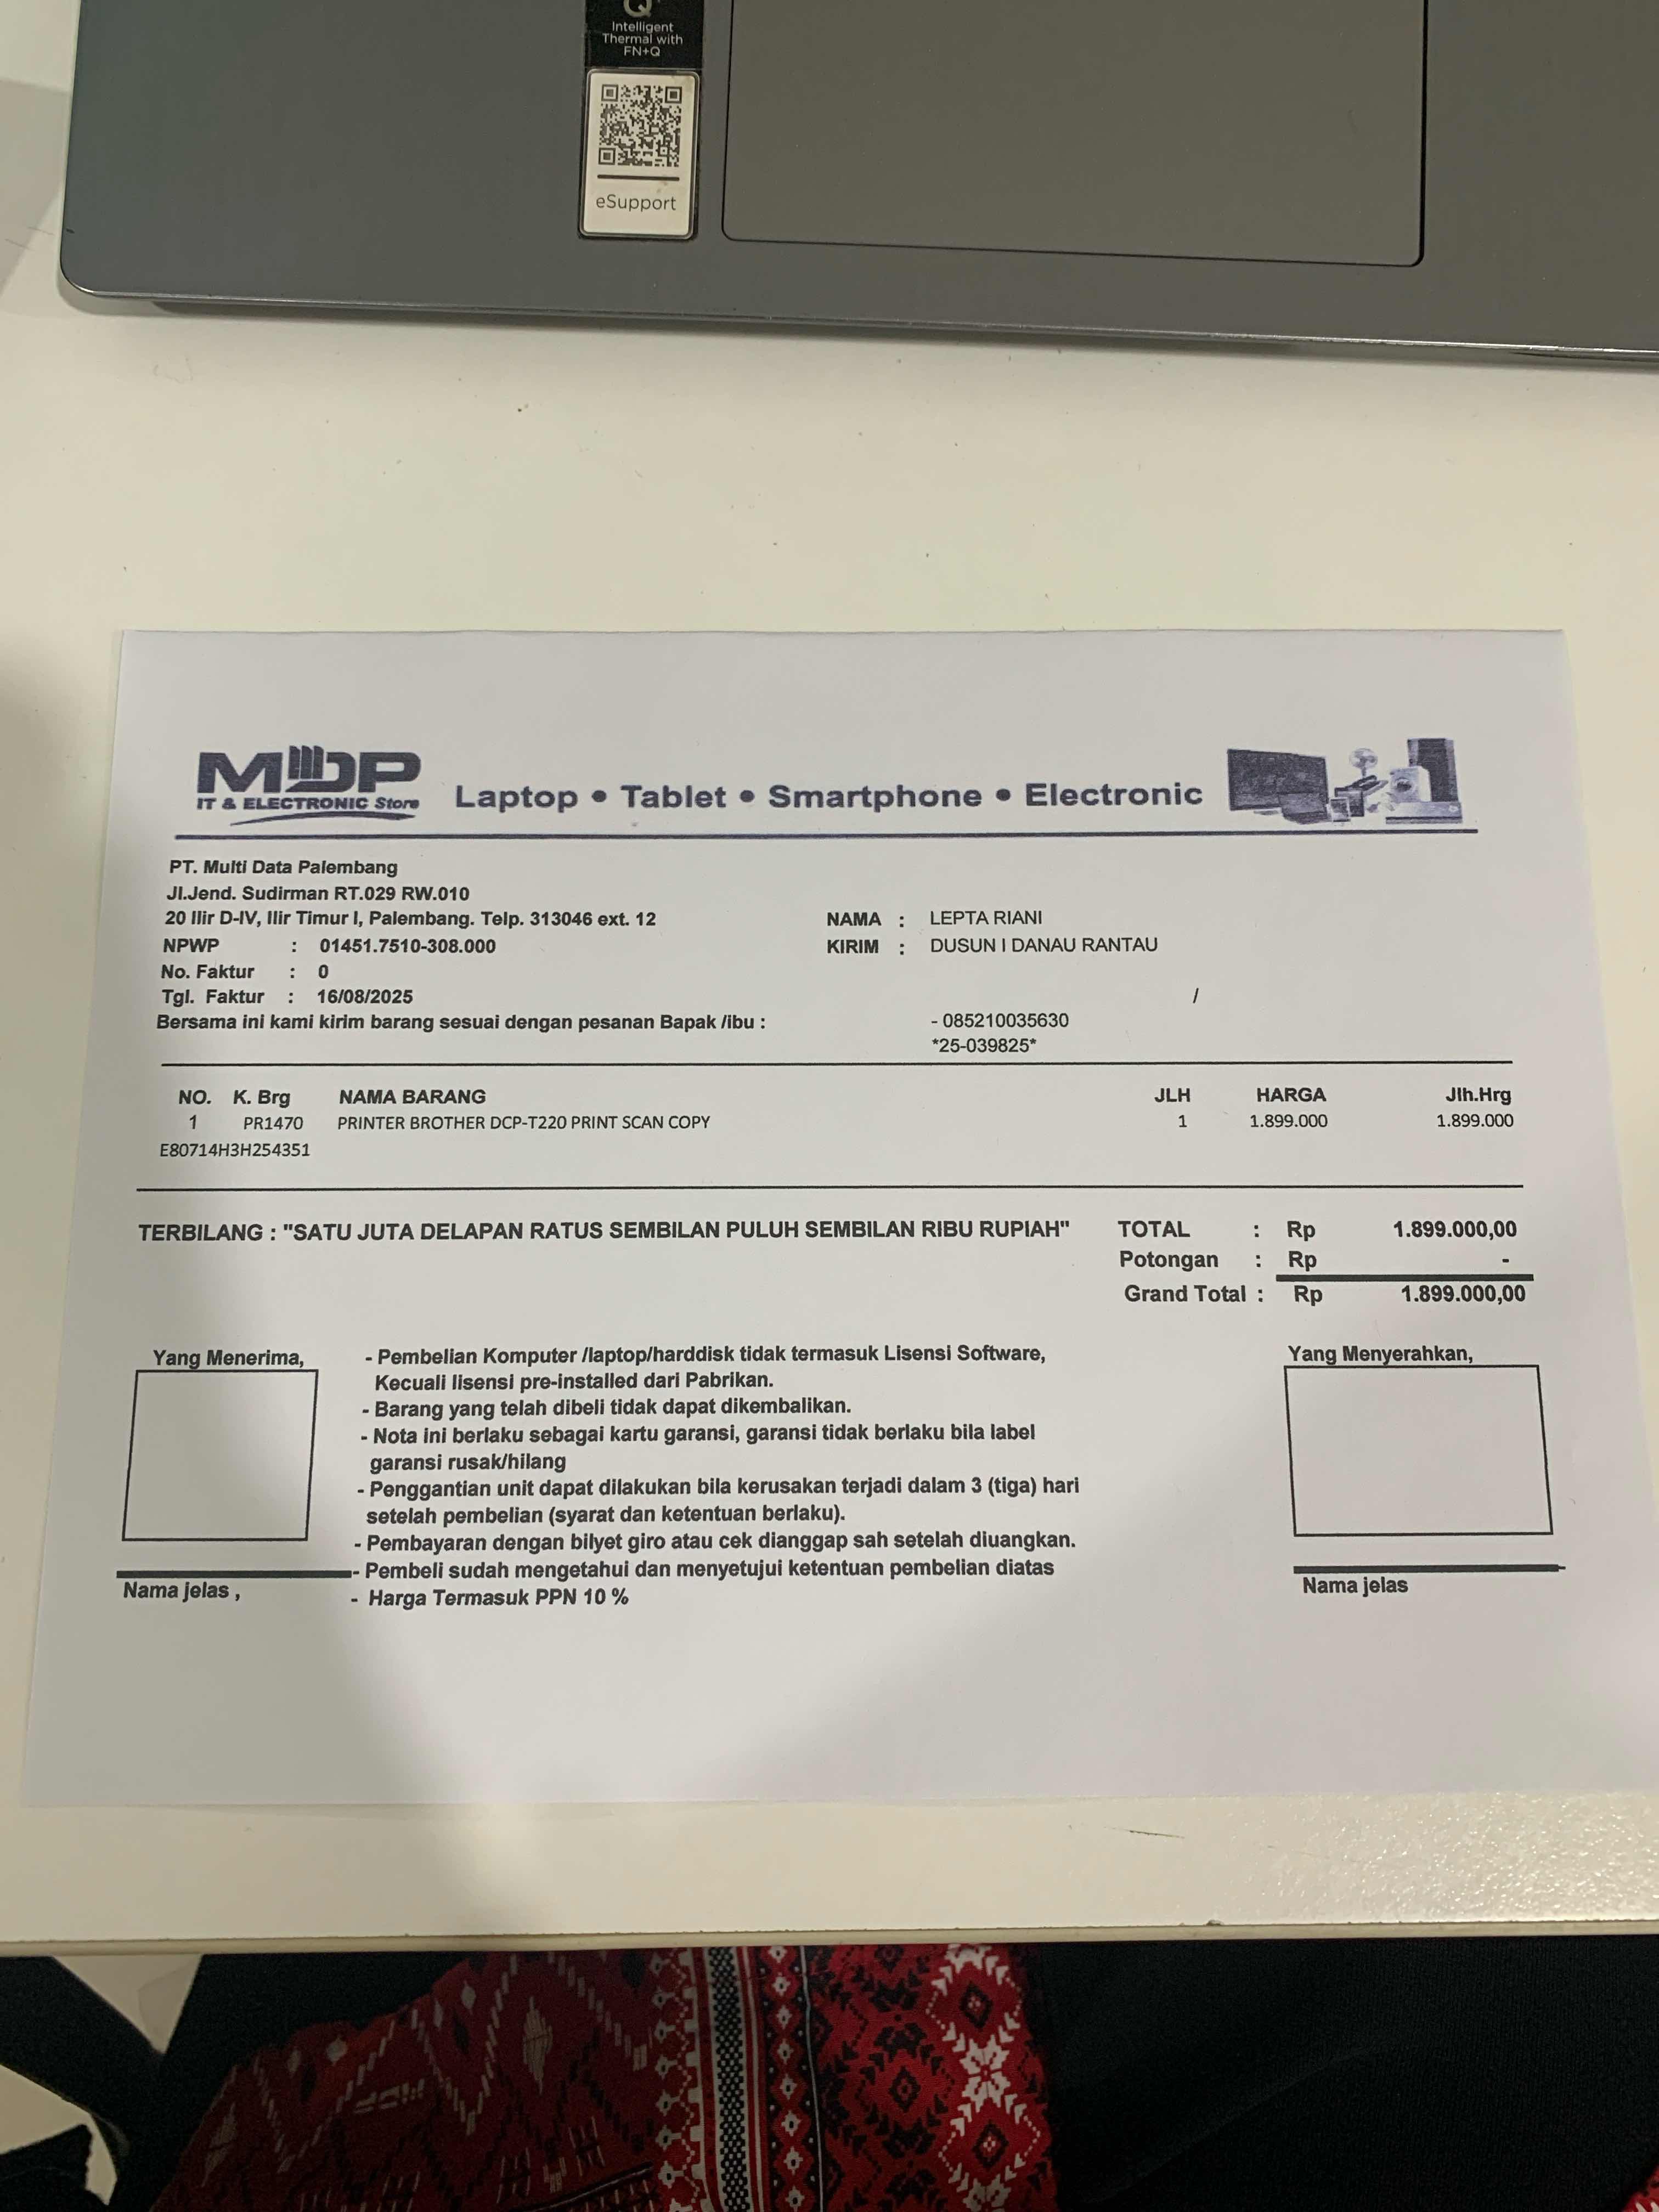 Intelligent
Thermal with
FN+Q
eSupport
MDP
IT & ELECTRONIC Store
Laptop • Tablet • Smartphone • Electronic
PT. Multi Data Palembang
Jl.Jend. Sudirman RT.029 RW.010
20 Ilir D-IV, Ilir Timur I, Palembang. Telp. 313046 ext. 12
NAMA : LEPTA RIANI
NPWP : 01451.7510-308.000
KIRIM : DUSUN I DANAU RANTAU
No. Faktur : 0
Tgl. Faktur : 16/08/2025
/
Bersama ini kami kirim barang sesuai dengan pesanan Bapak /ibu :
- 085210035630
*25-039825*
NO. K. Brg NAMA BARANG JLH HARGA Jlh.Hrg
1 PR1470 PRINTER BROTHER DCP-T220 PRINT SCAN COPY 1 1.899.000 1.899.000
E80714H3H254351
TERBILANG : "SATU JUTA DELAPAN RATUS SEMBILAN PULUH SEMBILAN RIBU RUPIAH"
TOTAL : Rp 1.899.000,00
Potongan : Rp -
Grand Total : Rp 1.899.000,00
Yang Menerima,
- Pembelian Komputer /laptop/harddisk tidak termasuk Lisensi Software,
Kecuali lisensi pre-installed dari Pabrikan.
- Barang yang telah dibeli tidak dapat dikembalikan.
- Nota ini berlaku sebagai kartu garansi, garansi tidak berlaku bila label
garansi rusak/hilang
- Penggantian unit dapat dilakukan bila kerusakan terjadi dalam 3 (tiga) hari
setelah pembelian (syarat dan ketentuan berlaku).
- Pembayaran dengan bilyet giro atau cek dianggap sah setelah diuangkan.
- Pembeli sudah mengetahui dan menyetujui ketentuan pembelian diatas
- Harga Termasuk PPN 10 %
Nama jelas ,
Yang Menyerahkan,
Nama jelas